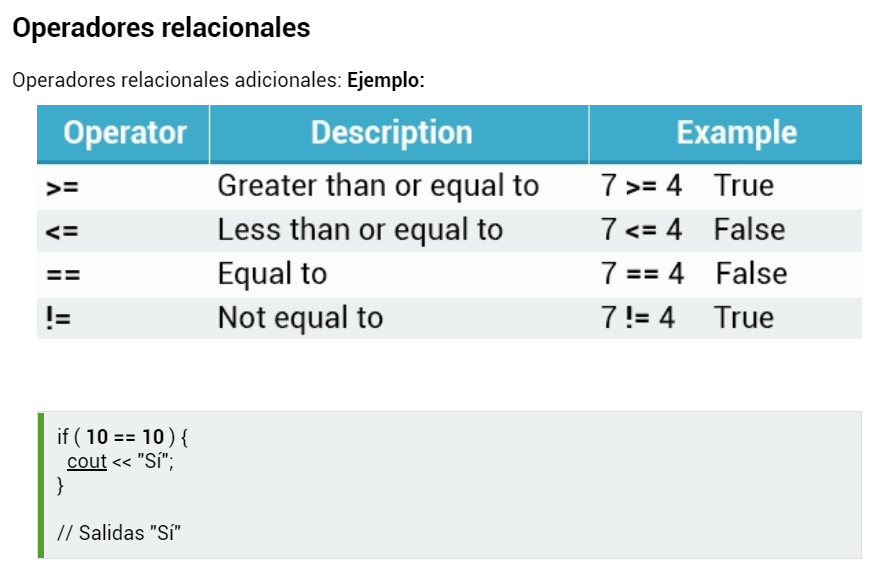 Operadores relacionales
Operadores relacionales adicionales: Ejemplo:
Operator Description Example
>= Greater than or equal to 7 >= 4 True
<= Less than or equal to 7 <= 4 False
== Equal to 7 == 4 False
!= Not equal to 7 != 4 True
if ( 10 == 10 ) {
cout << "Sí";
}
// Salidas "Sí"